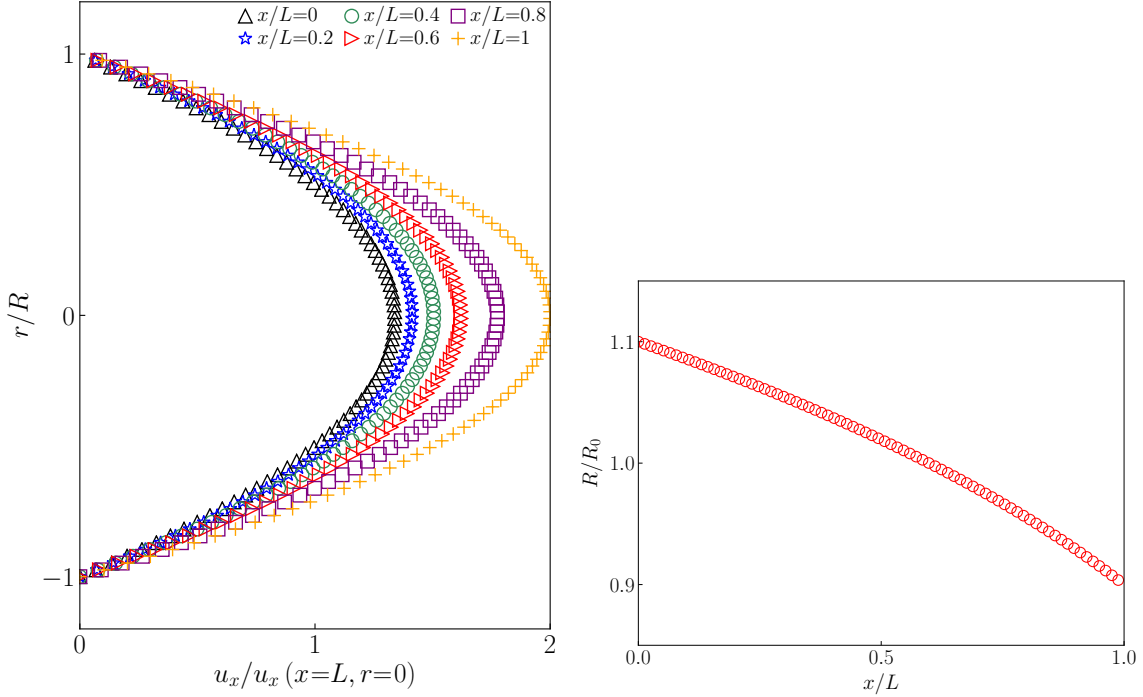 x/L=0 x/L=0.4 x/L=0.8
x/L=0.2 x/L=0.6 x/L=1
1
0
−1
r/R
0 1 2
u_x/u_x (x=L, r=0)
1.1
1.0
0.9
R/R_0
0.0 0.5 1.0
x/L